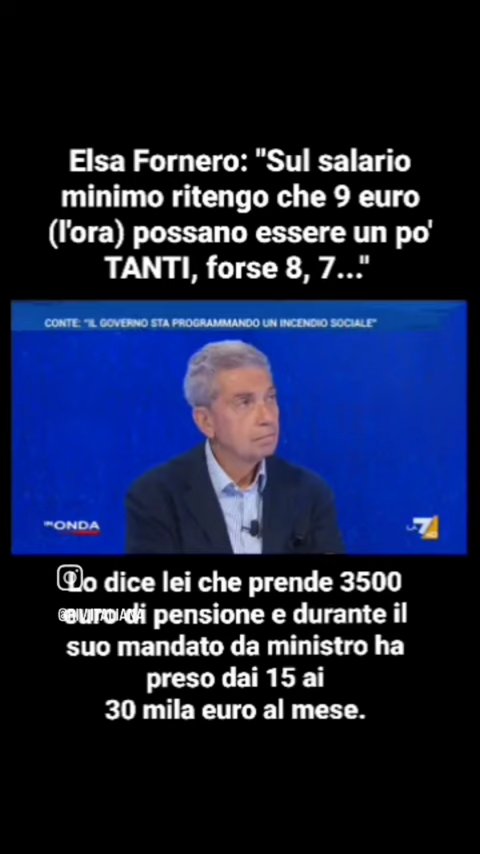 Elsa Fornero: "Sul salario
minimo ritengo che 9 euro
(l'ora) possano essere un po'
TANTI, forse 8, 7..."
CONTE: "IL GOVERNO STA PROGRAMMANDO UN INCENDIO SOCIALE"
IN ONDA
LA7
Lo dice lei che prende 3500
@RIVITALIANA
euro di pensione e durante il
suo mandato da ministro ha
preso dai 15 ai
30 mila euro al mese.